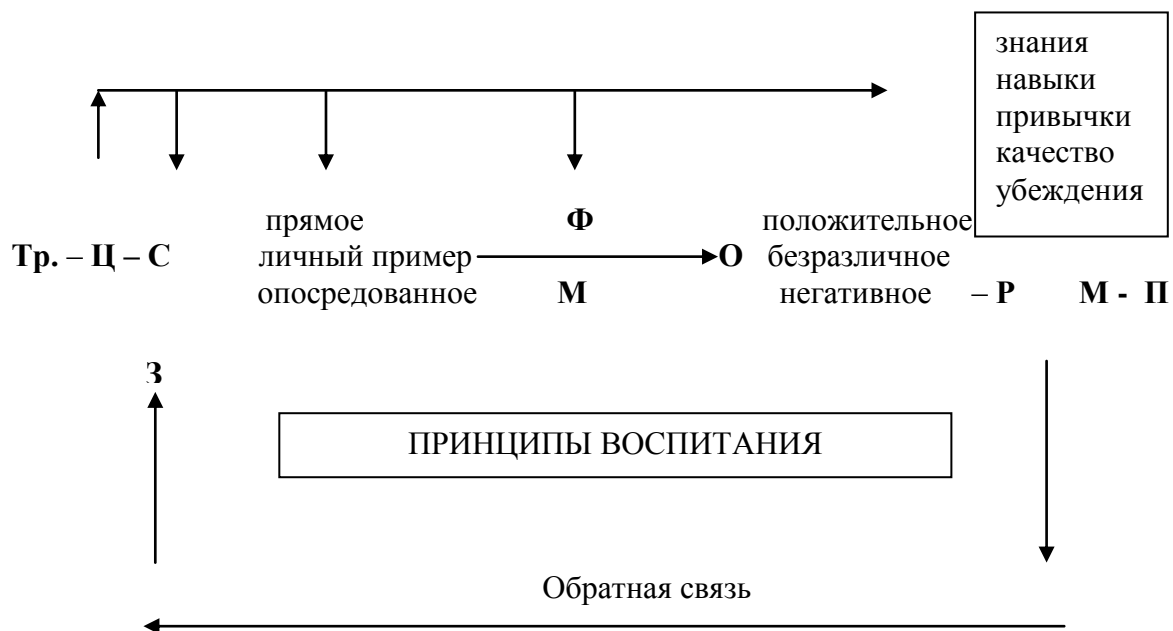 знания
навыки
привычки
качество
убеждения
прямое Ф положительное
Тр. – Ц – С личный пример О безразличное
опосредованное М негативное – Р М - П
З
ПРИНЦИПЫ ВОСПИТАНИЯ
Обратная связь